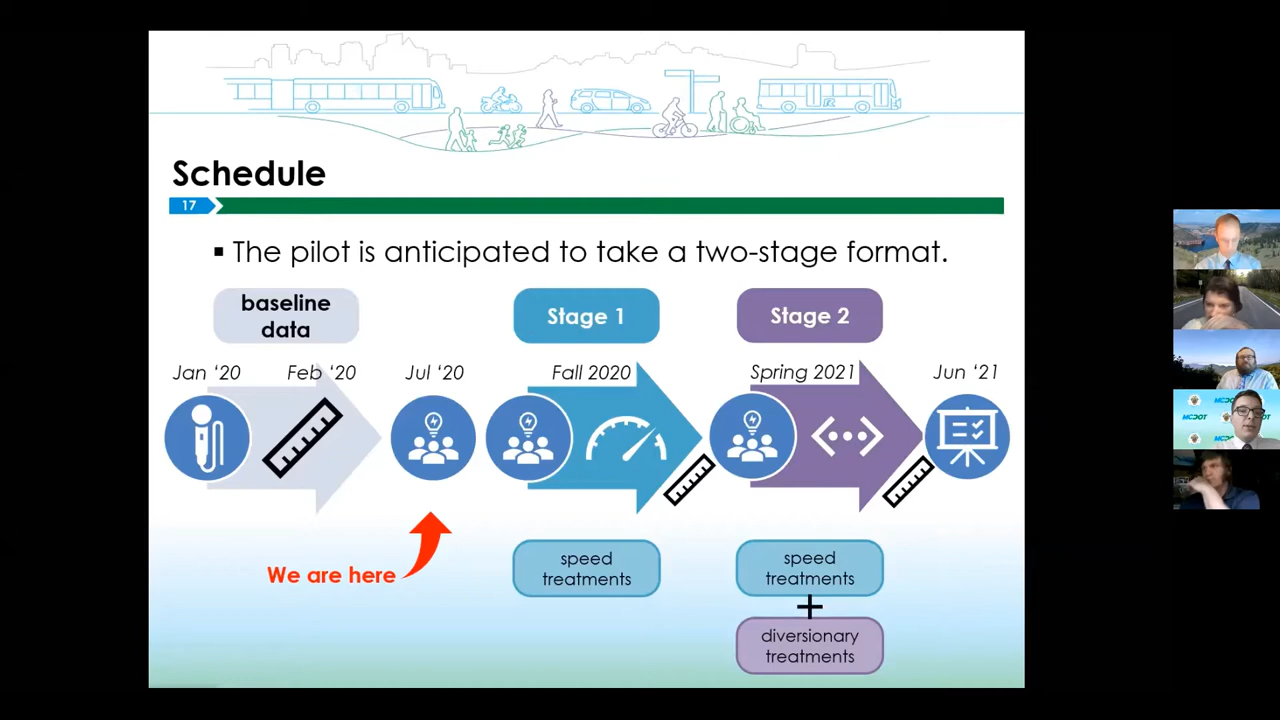 Schedule
17
▪ The pilot is anticipated to take a two-stage format.
baseline
data
Stage 1
Stage 2
Jan ‘20
Feb ‘20
Jul ‘20
Fall 2020
Spring 2021
Jun ‘21
We are here
speed
treatments
speed
treatments
+
diversionary
treatments
MCDOT